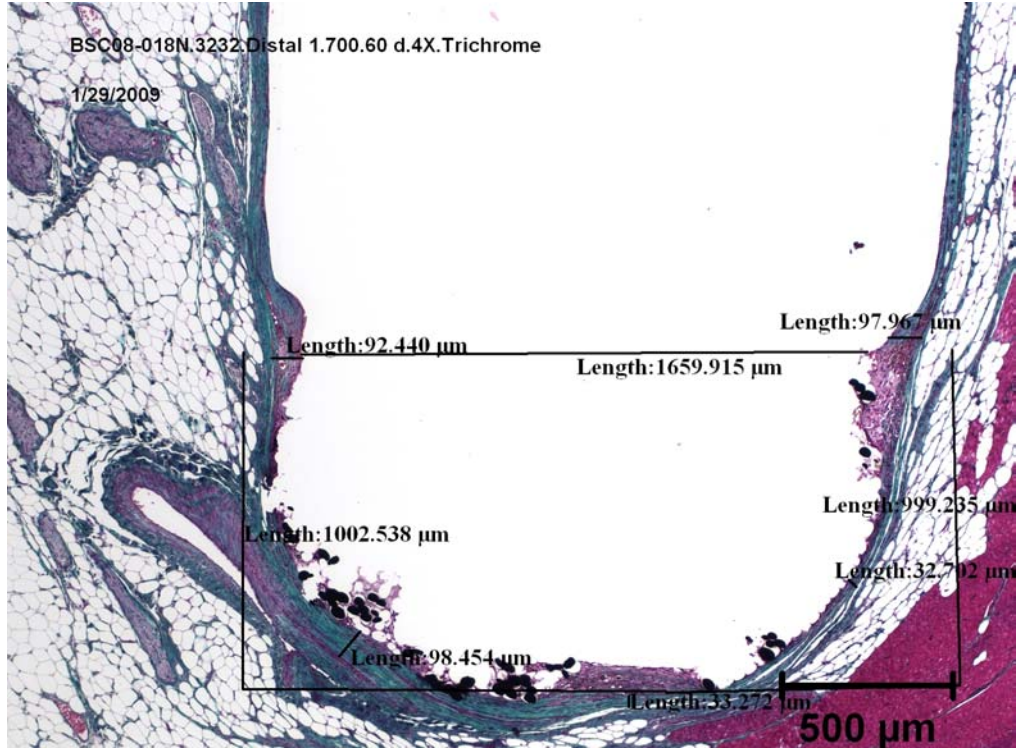 BSC08-018N.3232.Distal 1.700.60 d.4X.Trichrome
1/29/2009
Length:97.967 µm
Length:92.440 µm
Length:1659.915 µm
Length:999.235 µm
Length:1002.538 µm
Length:32.702 µm
Length:98.454 µm
Length:33.272 µm
500 µm